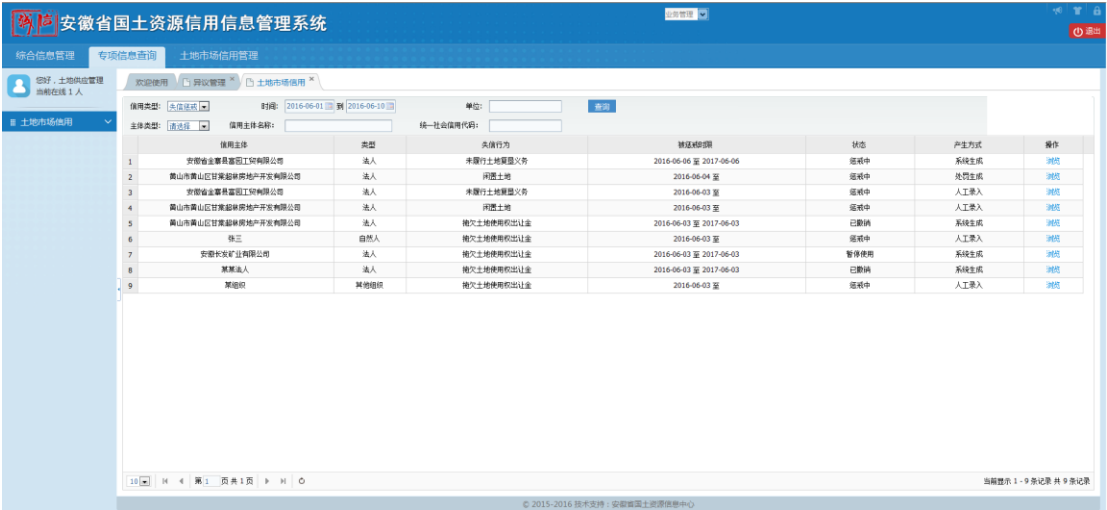 安徽省国土资源信用信息管理系统
业务管理
退出
综合信息管理 专项信息查询 土地市场信用管理
您好，土地供应管理
当前在线 1 人
欢迎使用 异议管理 × 土地市场信用 ×
信用类型: 失信惩戒 时间: 2016-06-01 到 2016-06-10 单位: 查询
土地市场信用
主体类型: 请选择 信用主体名称: 统一社会信用代码:
信用主体 类型 失信行为 被惩戒时限 状态 产生方式 操作
1 安徽省金寨县富园工贸有限公司 法人 未履行土地复垦义务 2016-06-06 至 2017-06-06 惩戒中 系统生成 浏览
2 黄山市黄山区甘棠 房地产开发有限公司 法人 闲置土地 2016-06-04 至 惩戒中 处罚生成 浏览
3 安徽省金寨县富园工贸有限公司 法人 未履行土地复垦义务 2016-06-03 至 惩戒中 人工录入 浏览
4 黄山市黄山区甘棠 房地产开发有限公司 法人 闲置土地 2016-06-03 至 惩戒中 人工录入 浏览
5 黄山市黄山区甘棠 房地产开发有限公司 法人 拖欠土地使用权出让金 2016-06-03 至 2017-06-03 已撤销 系统生成 浏览
6 张三 自然人 拖欠土地使用权出让金 2016-06-03 至 惩戒中 人工录入 浏览
7 安徽长发矿业有限公司 法人 拖欠土地使用权出让金 2016-06-03 至 2017-06-03 暂停使用 系统生成 浏览
8 某某法人 法人 拖欠土地使用权出让金 2016-06-03 至 2017-06-03 已撤销 系统生成 浏览
9 某组织 其他组织 拖欠土地使用权出让金 2016-06-03 至 惩戒中 人工录入 浏览
10 第 1 页 共 1 页 当前显示 1 - 9 条记录 共 9 条记录
© 2015-2016 技术支持：安徽省国土资源信息中心